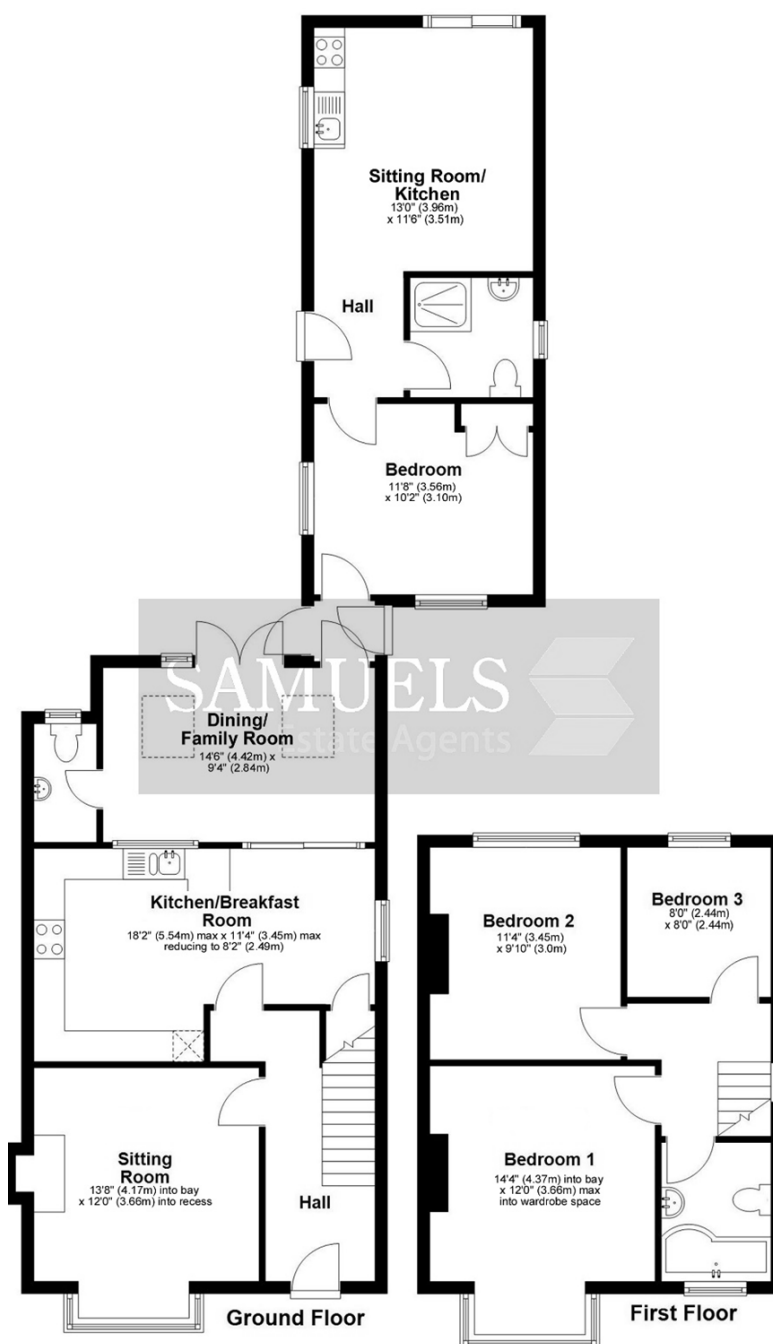 Sitting Room/
Kitchen
13'0" (3.96m)
x 11'6" (3.51m)
Hall
Bedroom
11'8" (3.56m)
x 10'2" (3.10m)
SAMUELS
Estate Agents
Dining/
Family Room
14'6" (4.42m) x
9'4" (2.84m)
Kitchen/Breakfast
Room
18'2" (5.54m) max x 11'4" (3.45m) max
reducing to 8'2" (2.49m)
Sitting
Room
13'8" (4.17m) into bay
x 12'0" (3.66m) into recess
Hall
Ground Floor
Bedroom 2
11'4" (3.45m)
x 9'10" (3.0m)
Bedroom 3
8'0" (2.44m)
x 8'0" (2.44m)
Bedroom 1
14'4" (4.37m) into bay
x 12'0" (3.66m) max
into wardrobe space
First Floor